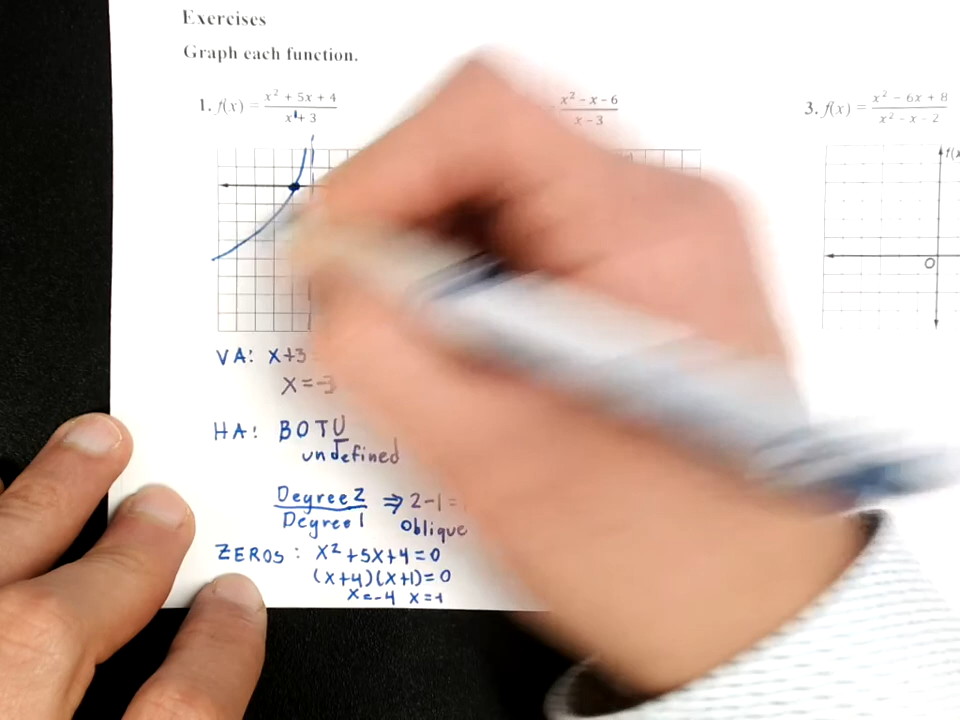 Exercises
Graph each function.
1. f(x) = x² + 5x + 4 / x¹ + 3
x² − x − 6 / x − 3
3. f(x) = x² − 6x + 8 / x² − x − 2
O
VA: x+3 =
x = -3
HA: BOTU
undefined
Degree 2 / Degree 1 ⇒ 2-1 =
oblique
ZEROS: x² +5x+4=0
(x+4)(x+1)=0
x=-4 x=-1